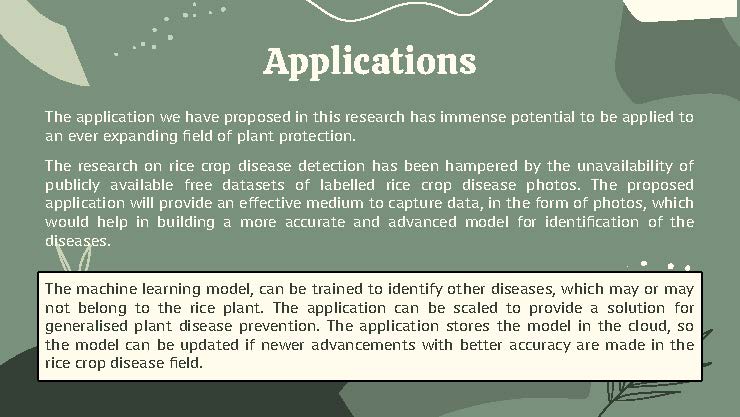 Applications
The application we have proposed in this research has immense potential to be applied to
an ever expanding field of plant protection.
The research on rice crop disease detection has been hampered by the unavailability of
publicly available free datasets of labelled rice crop disease photos. The proposed
application will provide an effective medium to capture data, in the form of photos, which
would help in building a more accurate and advanced model for identification of the
diseases.
The machine learning model, can be trained to identify other diseases, which may or may
not belong to the rice plant. The application can be scaled to provide a solution for
generalised plant disease prevention. The application stores the model in the cloud, so
the model can be updated if newer advancements with better accuracy are made in the
rice crop disease field.